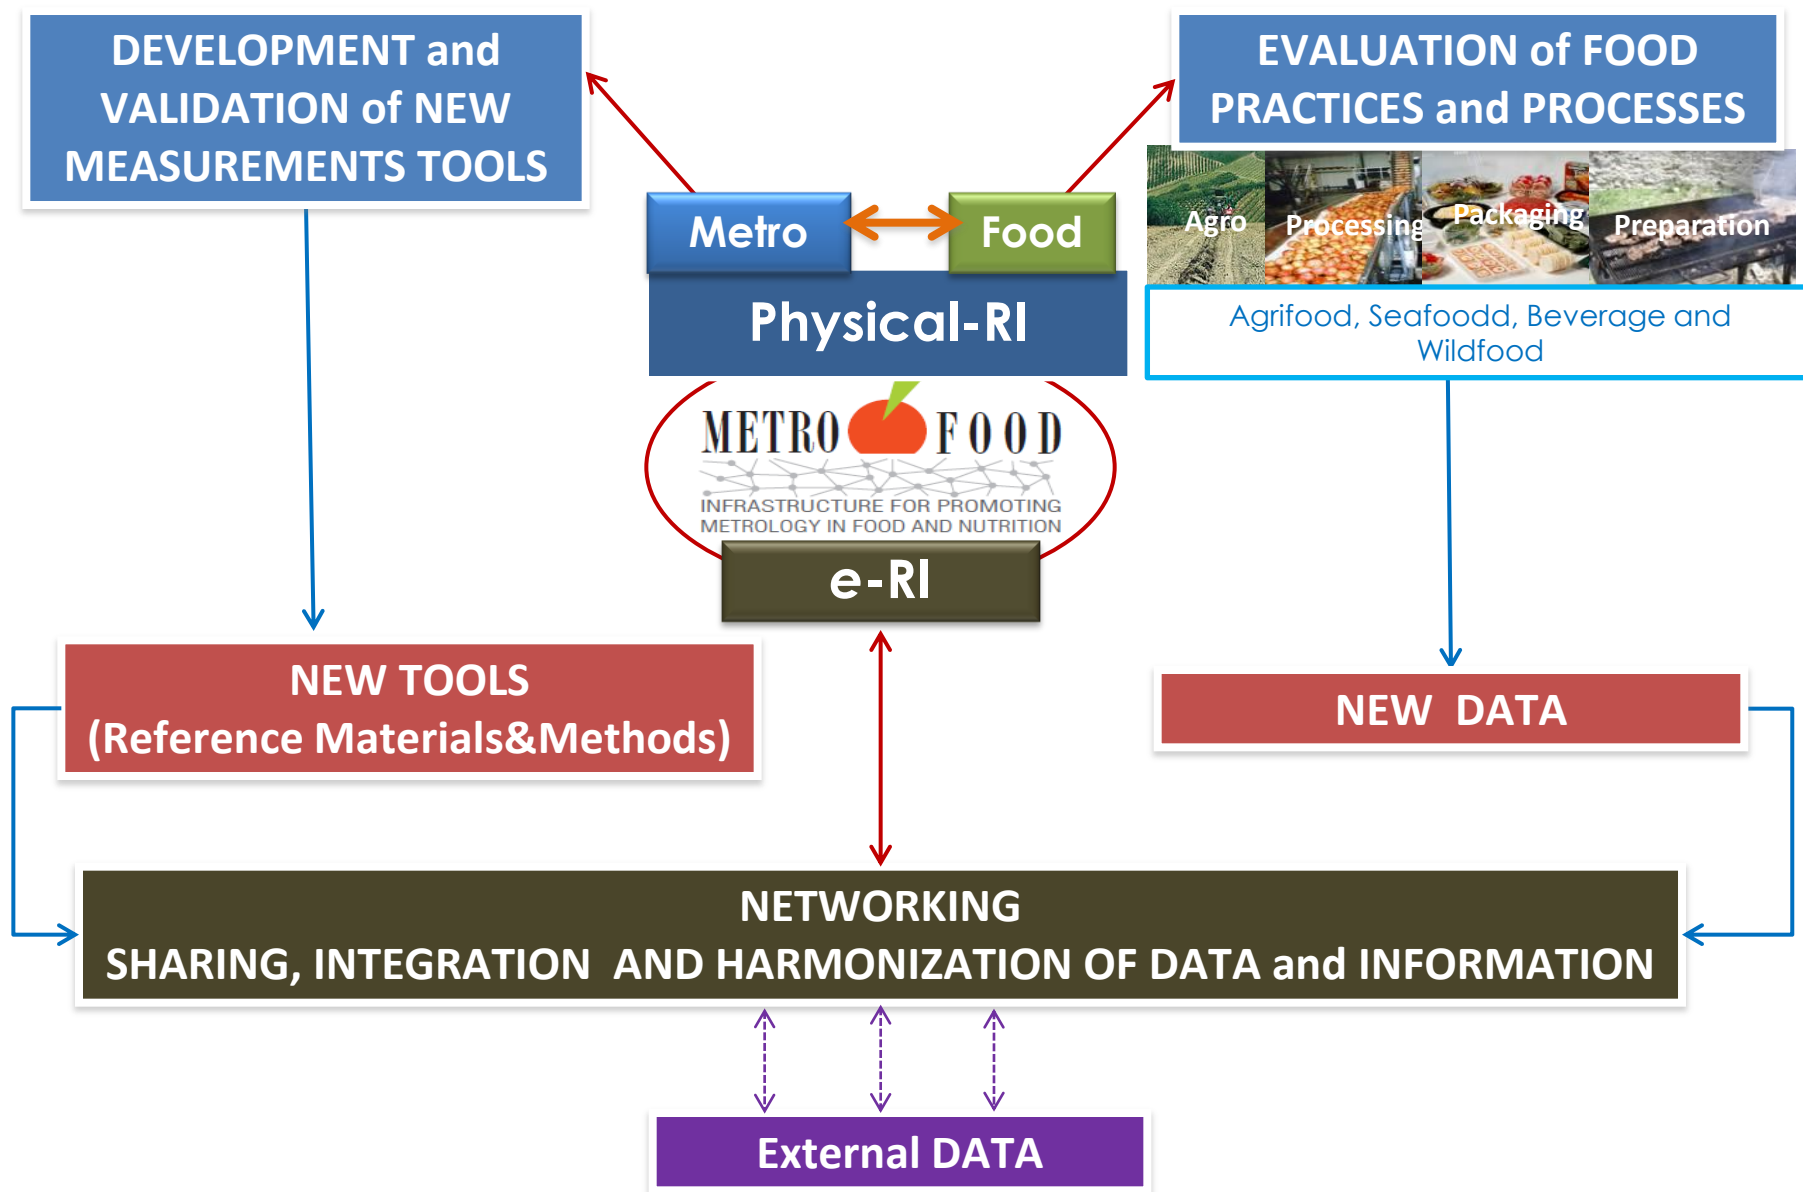 DEVELOPMENT and
VALIDATION of NEW
MEASUREMENTS TOOLS
EVALUATION of FOOD
PRACTICES and PROCESSES
Metro
Food
Agro
Processing
Packaging
Preparation
Physical-RI
Agrifood, Seafoodd, Beverage and
Wildfood
METRO FOOD
INFRASTRUCTURE FOR PROMOTING
METROLOGY IN FOOD AND NUTRITION
e-RI
NEW TOOLS
(Reference Materials&Methods)
NEW DATA
NETWORKING
SHARING, INTEGRATION AND HARMONIZATION OF DATA and INFORMATION
External DATA